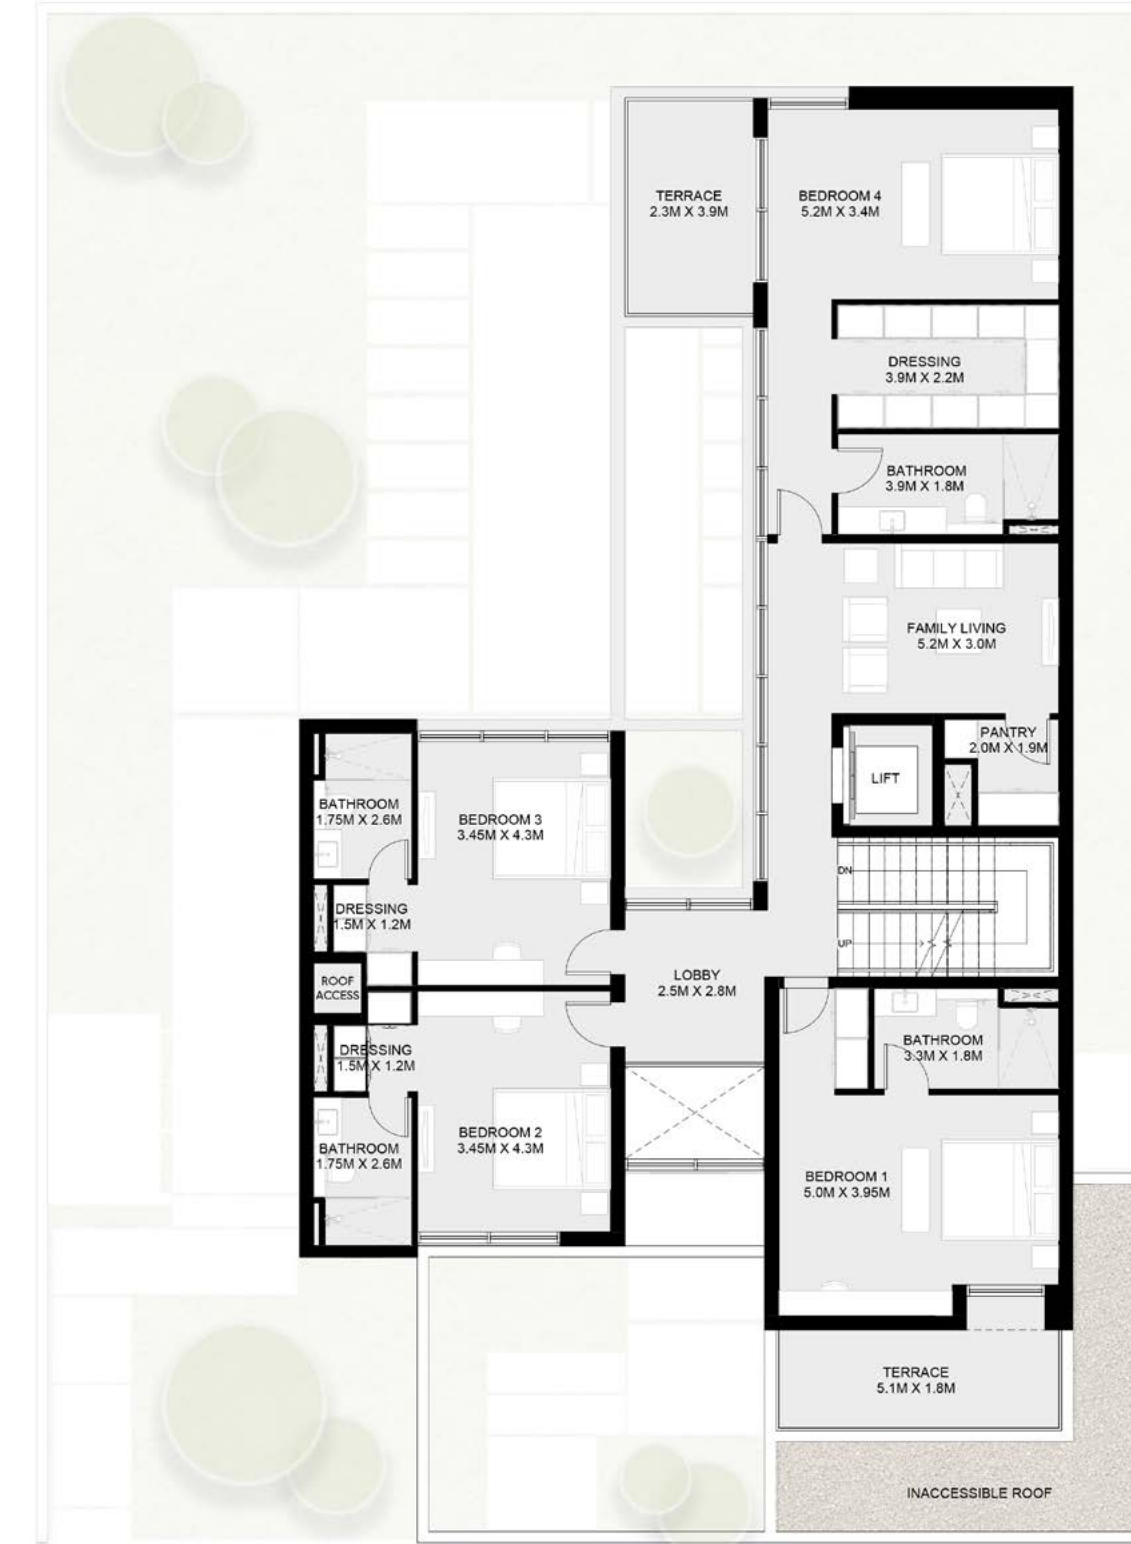 TERRACE
2.3M X 3.9M
BEDROOM 4
5.2M X 3.4M
DRESSING
3.9M X 2.2M
BATHROOM
3.9M X 1.8M
FAMILY LIVING
5.2M X 3.0M
PANTRY
2.0M X 1.9M
LIFT
BATHROOM
1.75M X 2.6M
BEDROOM 3
3.45M X 4.3M
DN
DRESSING
1.5M X 1.2M
UP
ROOF
ACCESS
LOBBY
2.5M X 2.8M
DRESSING
1.5M X 1.2M
BATHROOM
3.3M X 1.8M
BATHROOM
1.75M X 2.6M
BEDROOM 2
3.45M X 4.3M
BEDROOM 1
5.0M X 3.95M
TERRACE
5.1M X 1.8M
INACCESSIBLE ROOF